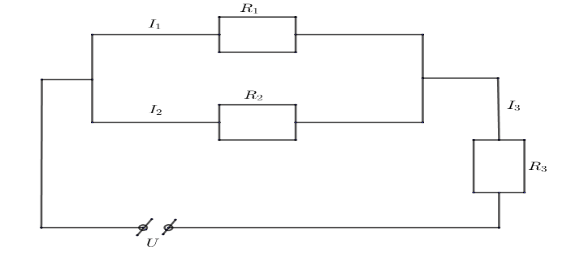 R₁
I₁
R₂
I₂
I₃
R₃
U